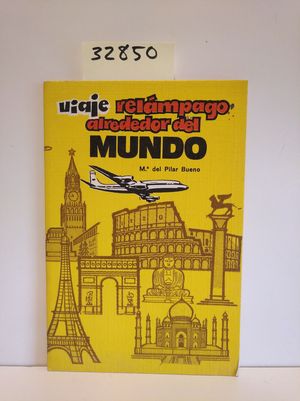 32850
viaje relámpago
alrededor del
MUNDO
M.ª del Pilar Bueno